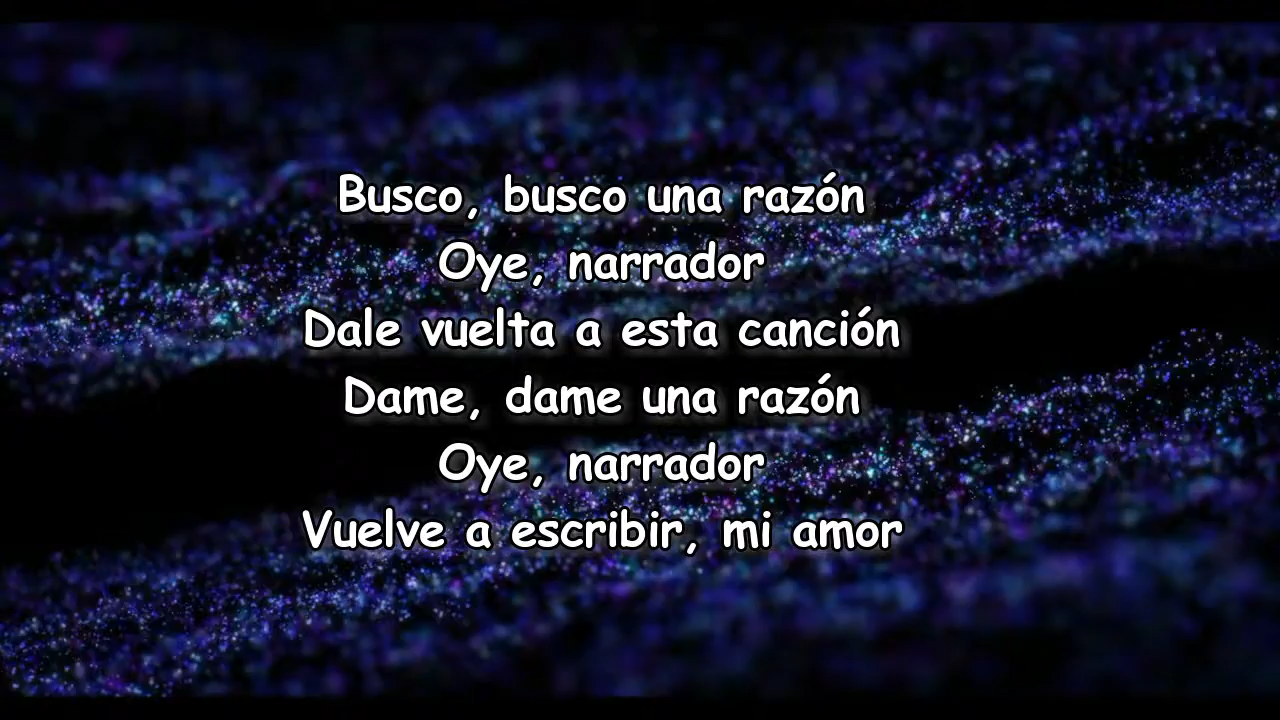 Busco, busco una razón
Oye, narrador
Dale vuelta a esta canción
Dame, dame una razón
Oye, narrador
Vuelve a escribir, mi amor